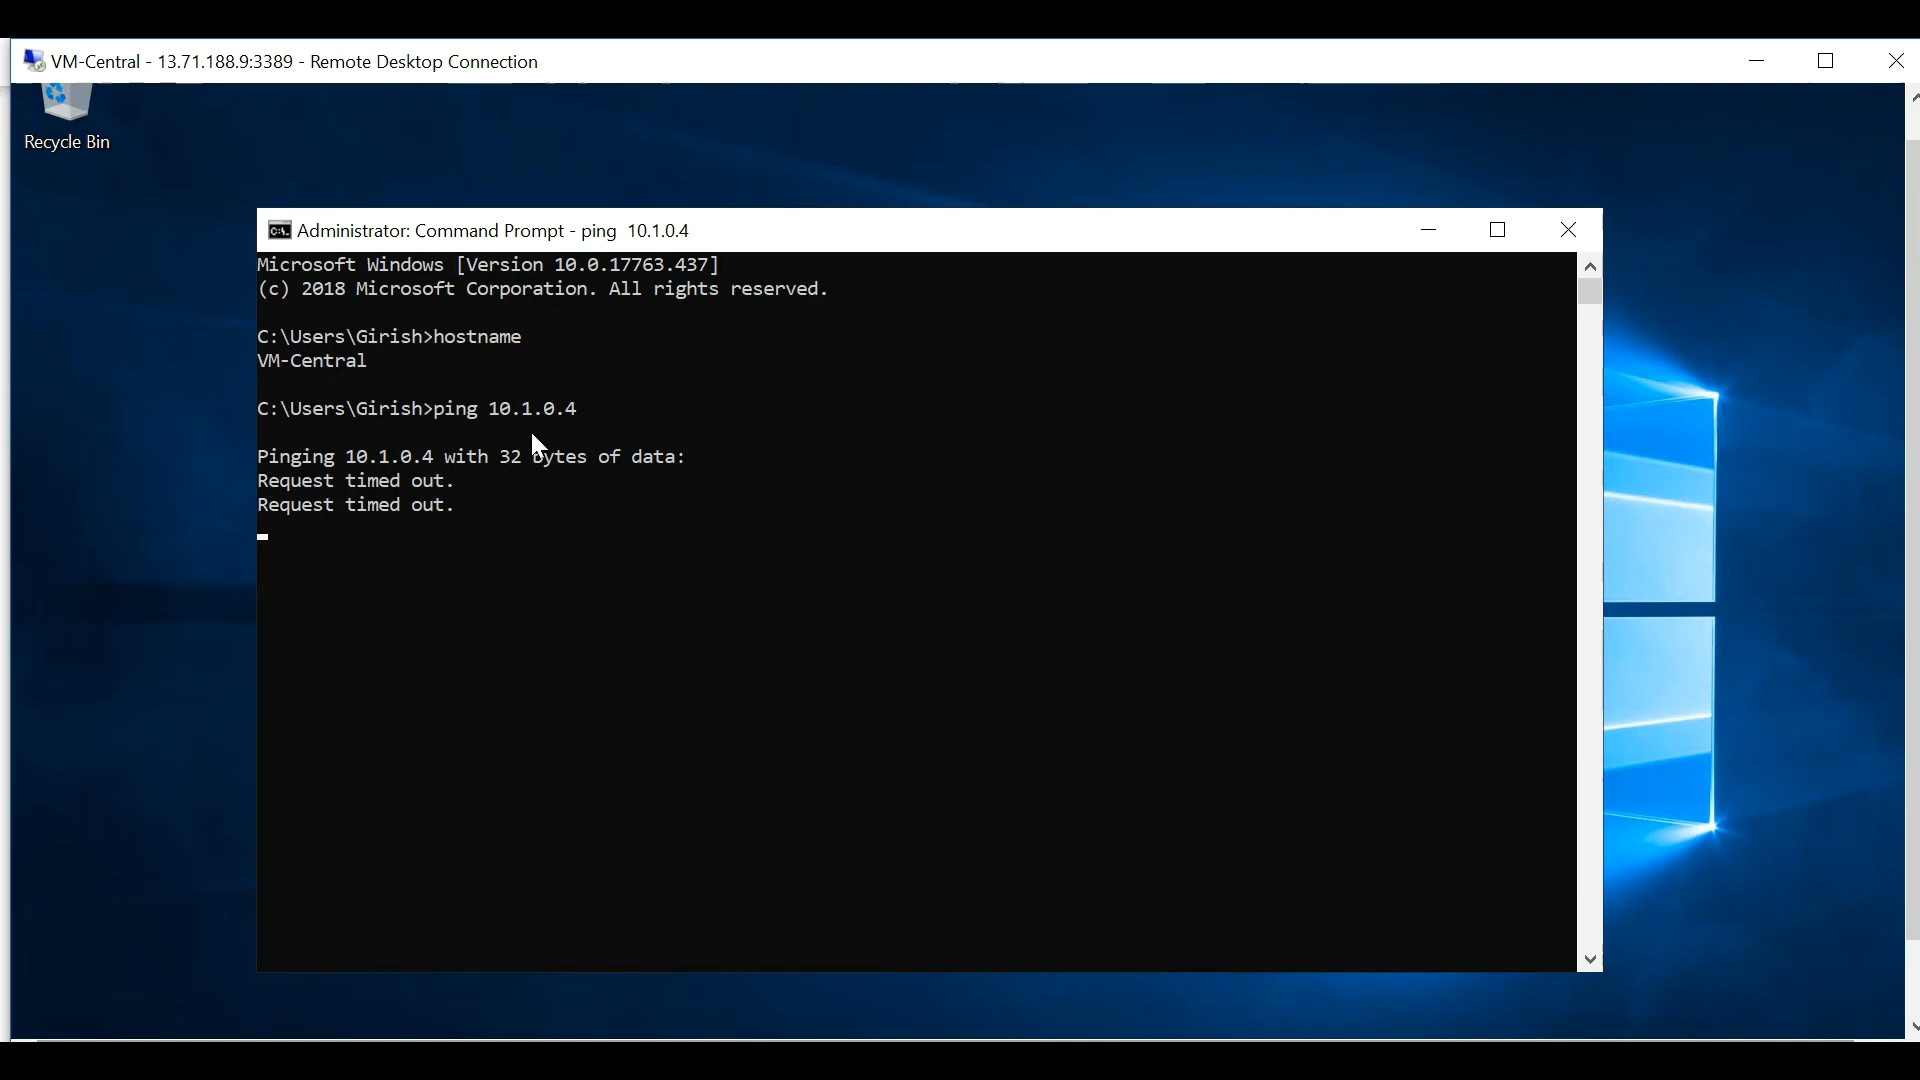 VM-Central - 13.71.188.9:3389 - Remote Desktop Connection
Recycle Bin
Administrator: Command Prompt - ping  10.1.0.4
Microsoft Windows [Version 10.0.17763.437]
(c) 2018 Microsoft Corporation. All rights reserved.
C:\Users\Girish>hostname
VM-Central
C:\Users\Girish>ping 10.1.0.4
Pinging 10.1.0.4 with 32 bytes of data:
Request timed out.
Request timed out.